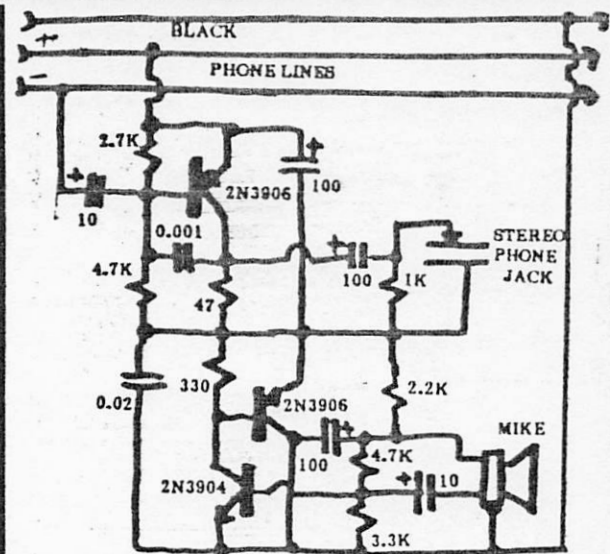 BLACK
+
PHONE LINES
-
2.7K
+
2N3906
+
100
10
0.001
+
100
+
STEREO
PHONE
JACK
1K
4.7K
47
330
0.02
2N3906
2.2K
MIKE
+
100
4.7K
+
10
2N3904
3.3K